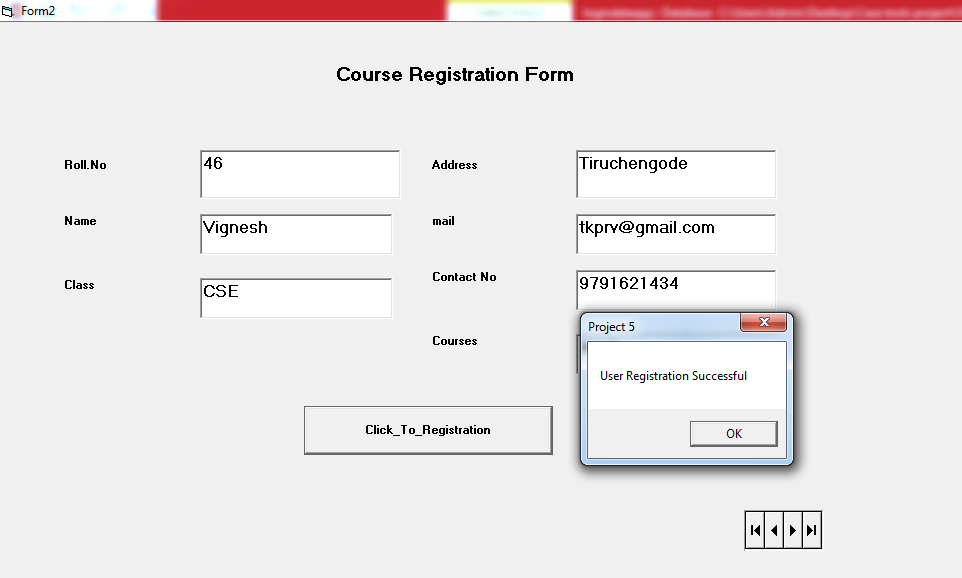 Form2
Course Registration Form
Roll.No 46 Address Tiruchengode
Name Vignesh mail tkprv@gmail.com
Class CSE Contact No 9791621434
Courses
Project 5
User Registration Successful
OK
Click_To_Registration